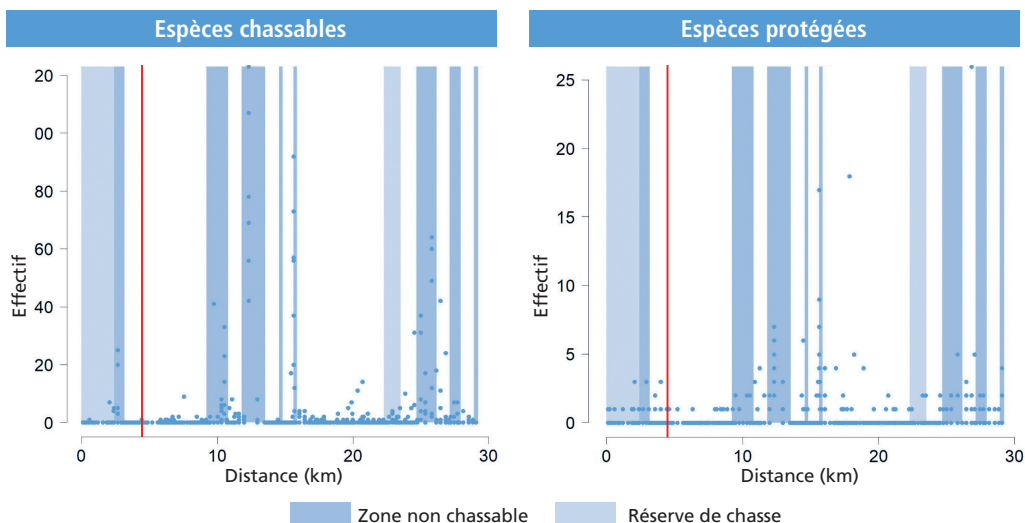 Espèces chassables
Espèces protégées
20
00
80
60
40
20
0
Effectif
0
10
20
30
Distance (km)
25
20
15
10
5
0
Effectif
0
10
20
30
Distance (km)
Zone non chassable
Réserve de chasse